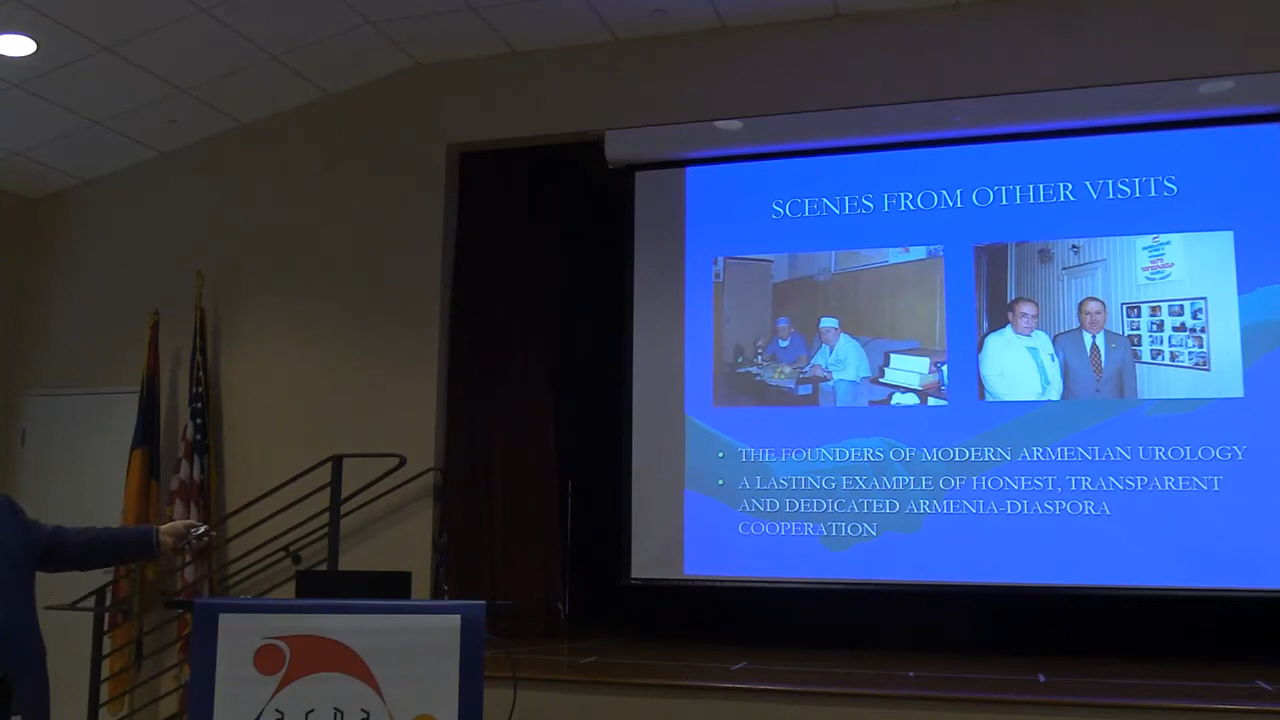 SCENES FROM OTHER VISITS
• THE FOUNDERS OF MODERN ARMENIAN UROLOGY
• A LASTING EXAMPLE OF HONEST, TRANSPARENT
AND DEDICATED ARMENIA-DIASPORA
COOPERATION